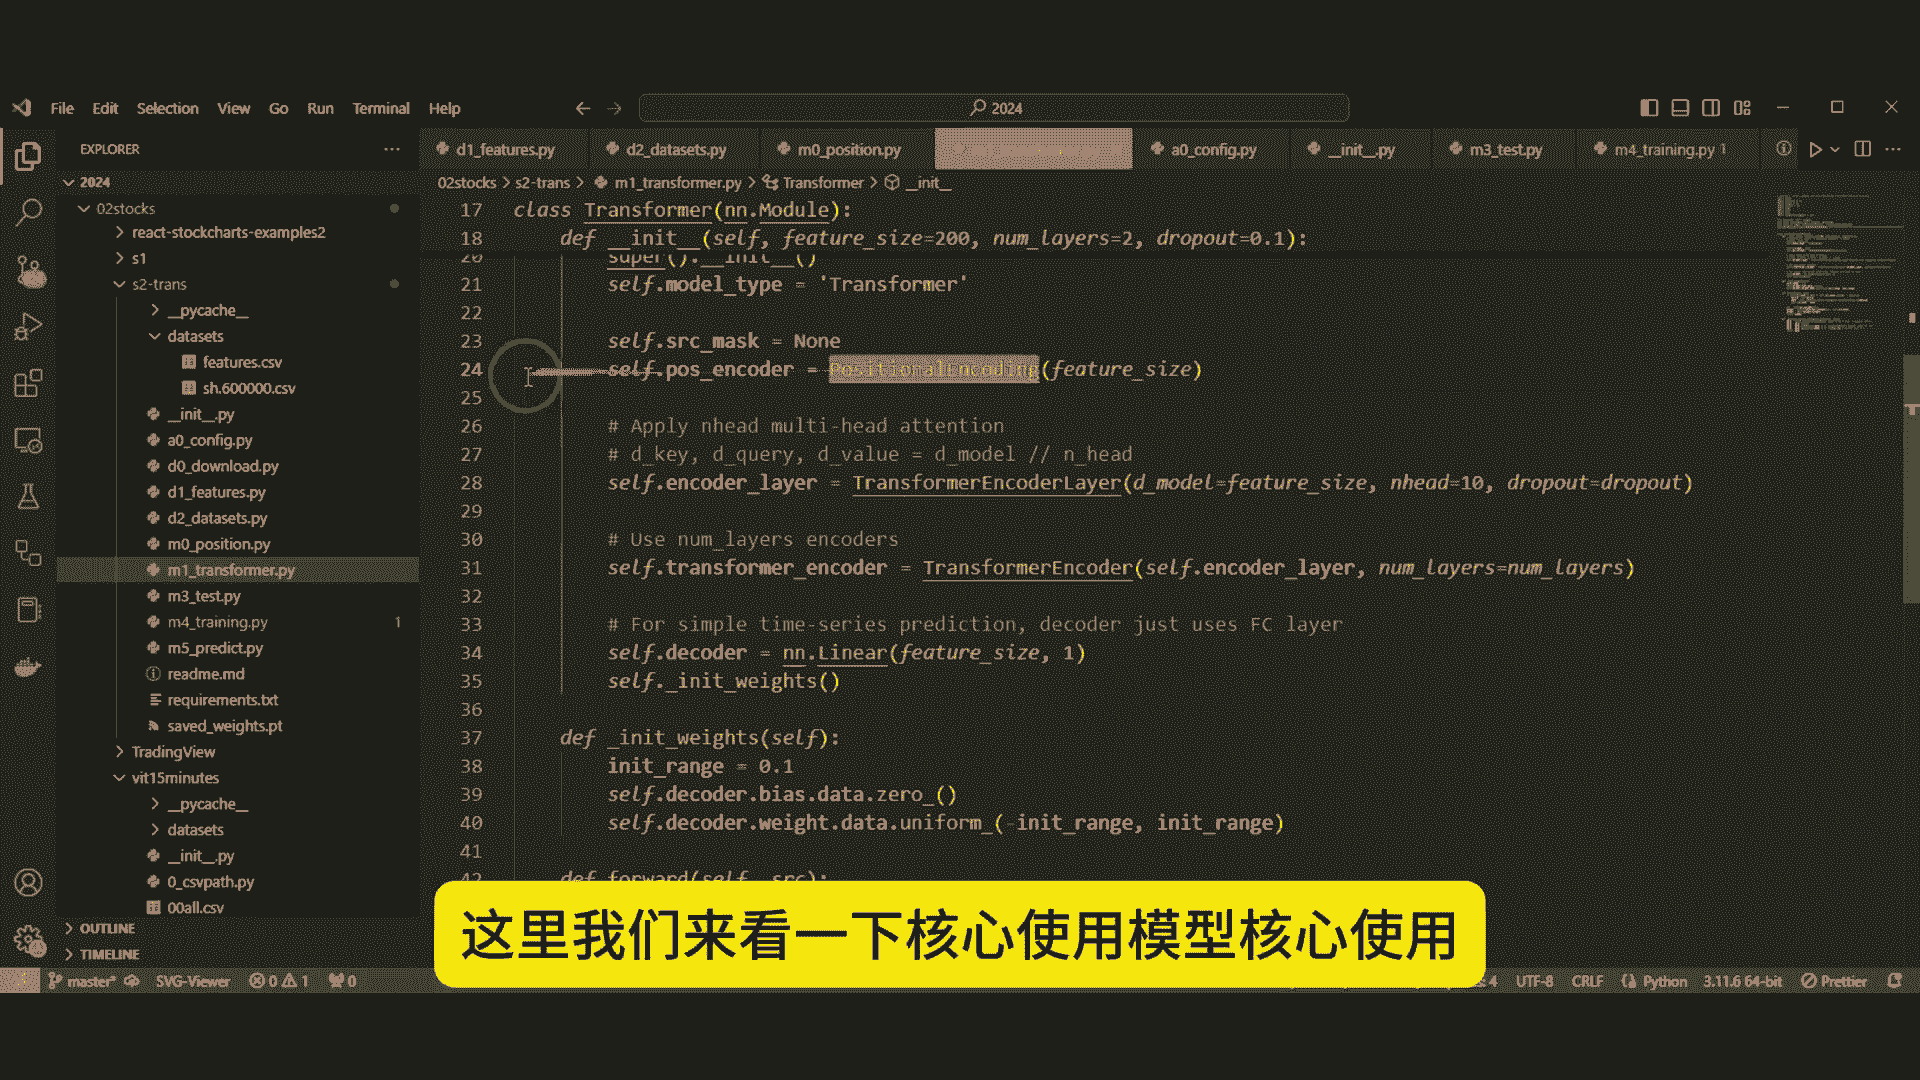 File Edit Selection View Go Run Terminal Help
2024
EXPLORER
d1_features.py
d2_datasets.py
m0_position.py
a0_config.py
__init__.py
m3_test.py
m4_training.py 1
02stocks > s2-trans > m1_transformer.py > Transformer > __init__
2024
02stocks
react-stockcharts-examples2
s1
s2-trans
__pycache__
datasets
features.csv
sh.600000.csv
__init__.py
a0_config.py
d0_download.py
d1_features.py
d2_datasets.py
m0_position.py
m1_transformer.py
m3_test.py
m4_training.py 1
m5_predict.py
readme.md
requirements.txt
saved_weights.pt
TradingView
vit15minutes
__pycache__
datasets
__init__.py
0_csvpath.py
00all.csv
OUTLINE
TIMELINE
17 class Transformer(nn.Module):
18 def __init__(self, feature_size=200, num_layers=2, dropout=0.1):
20 super().__init__()
21 self.model_type = 'Transformer'
22
23 self.src_mask = None
24 self.pos_encoder = PositionalEncoding(feature_size)
25
26 # Apply nhead multi-head attention
27 # d_key, d_query, d_value = d_model // n_head
28 self.encoder_layer = TransformerEncoderLayer(d_model=feature_size, nhead=10, dropout=dropout)
29
30 # Use num_layers encoders
31 self.transformer_encoder = TransformerEncoder(self.encoder_layer, num_layers=num_layers)
32
33 # For simple time-series prediction, decoder just uses FC layer
34 self.decoder = nn.Linear(feature_size, 1)
35 self._init_weights()
36
37 def _init_weights(self):
38 init_range = 0.1
39 self.decoder.bias.data.zero_()
40 self.decoder.weight.data.uniform_(-init_range, init_range)
41
42 def forward(self, src):
这里我们来看一下核心使用模型核心使用
master* SVG-Viewer 0 1 0 4 UTF-8 CRLF Python 3.11.6 64-bit Prettier